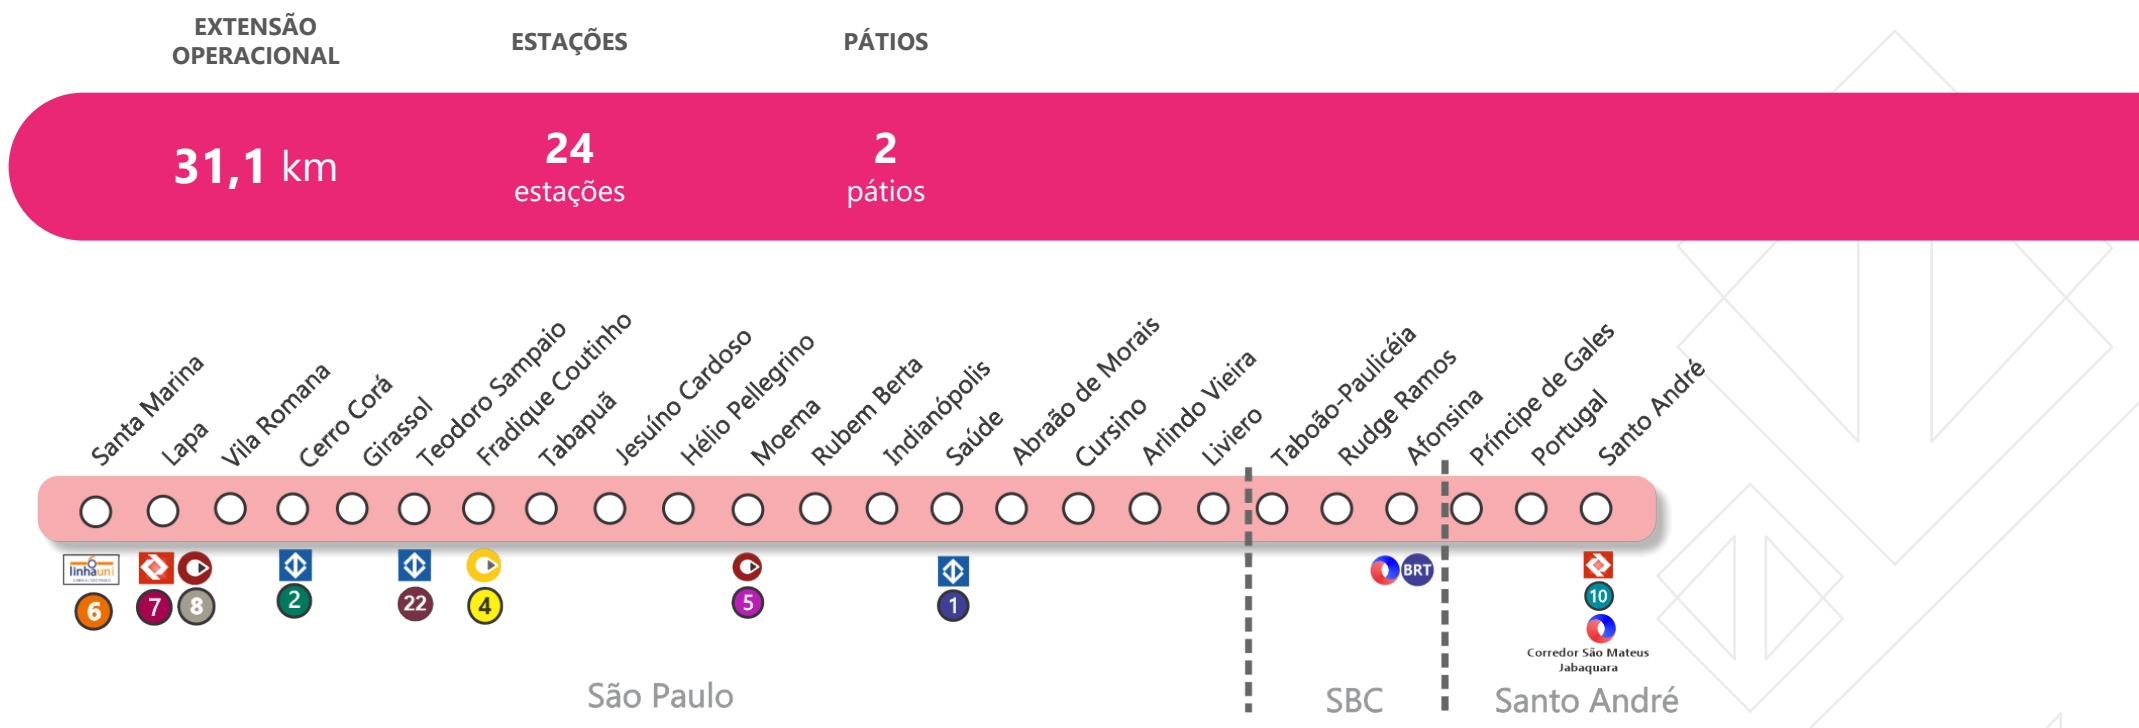 EXTENSÃO
OPERACIONAL
ESTAÇÕES
PÁTIOS
31,1 km
24
estações
2
pátios
Santa Marina
Lapa
Vila Romana
Cerro Corá
Girassol
Teodoro Sampaio
Fradique Coutinho
Tabapuã
Jesuíno Cardoso
Hélio Pellegrino
Moema
Rubem Berta
Indianópolis
Saúde
Abraão de Morais
Cursino
Arlindo Vieira
Liviero
Taboão-Paulicéia
Rudge Ramos
Afonsina
Príncipe de Gales
Portugal
Santo André
linhauni
6
7
8
2
22
4
5
1
BRT
10
Corredor São Mateus
Jabaquara
São Paulo
SBC
Santo André